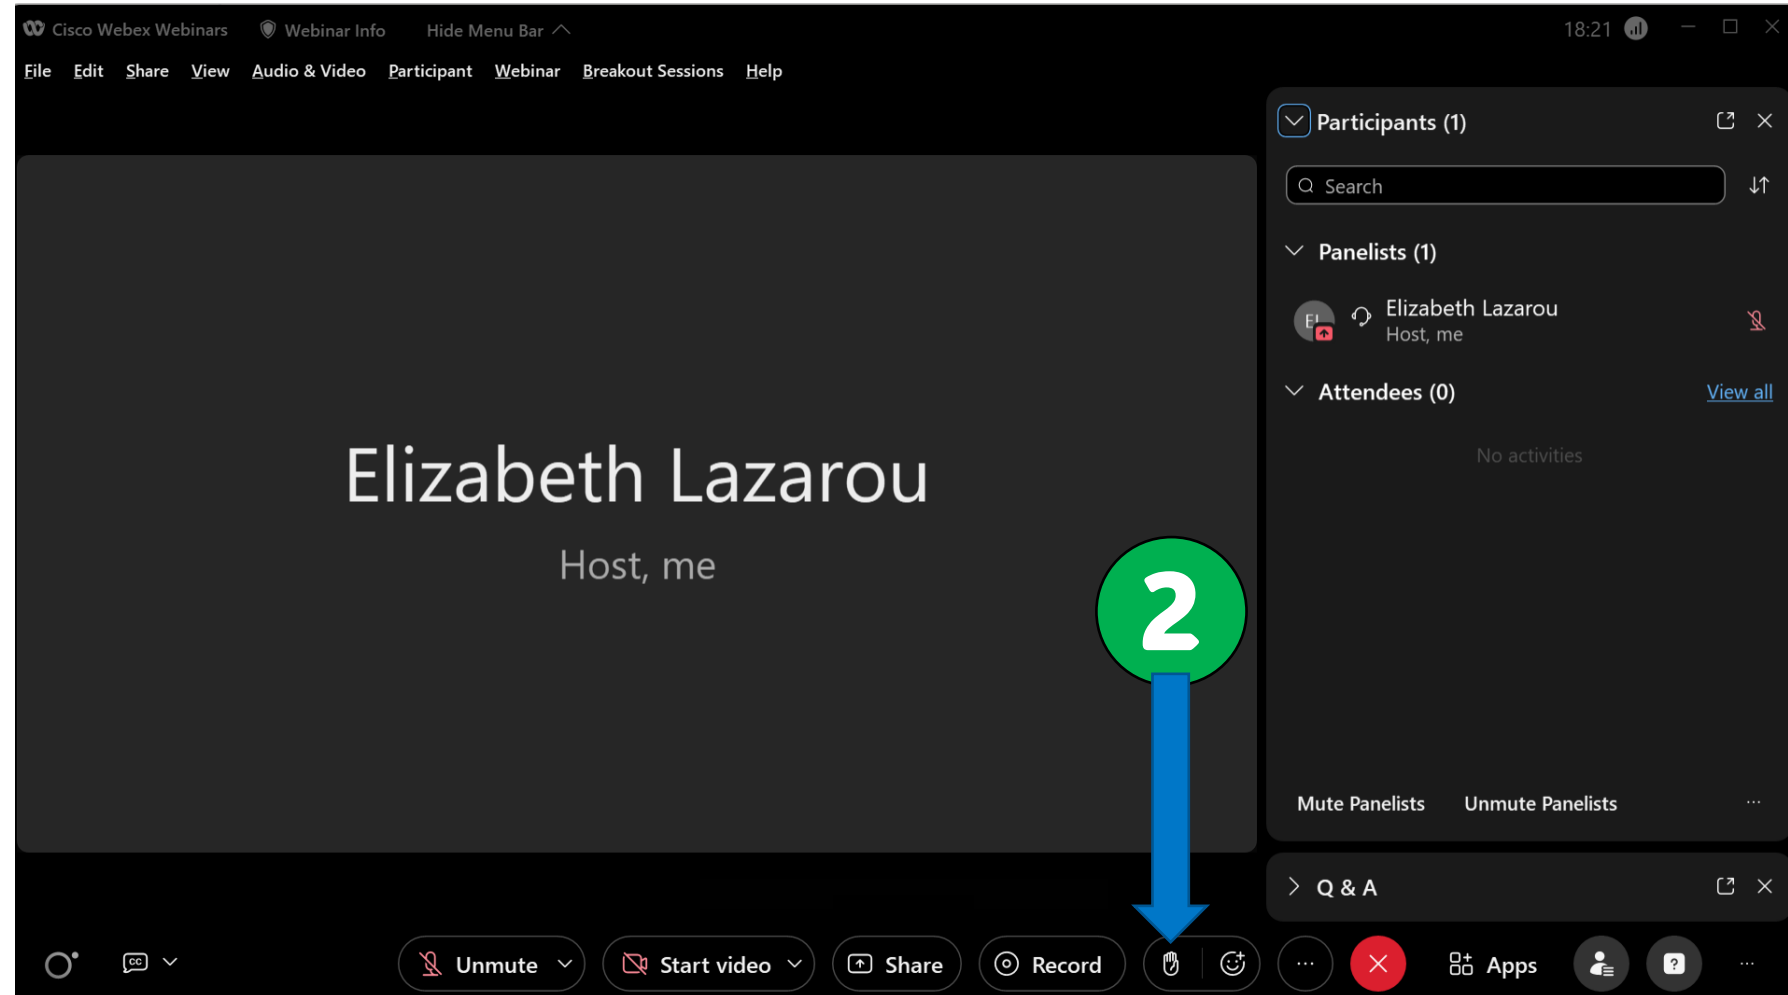 Cisco Webex Webinars Webinar Info Hide Menu Bar 18:21
File Edit Share View Audio & Video Participant Webinar Breakout Sessions Help
Participants (1)
Search
Panelists (1)
EL Elizabeth Lazarou
Host, me
Attendees (0) View all
No activities
Elizabeth Lazarou
Host, me
2
Mute Panelists Unmute Panelists ...
Q & A
CC Unmute Start video Share Record ... Apps ? ...